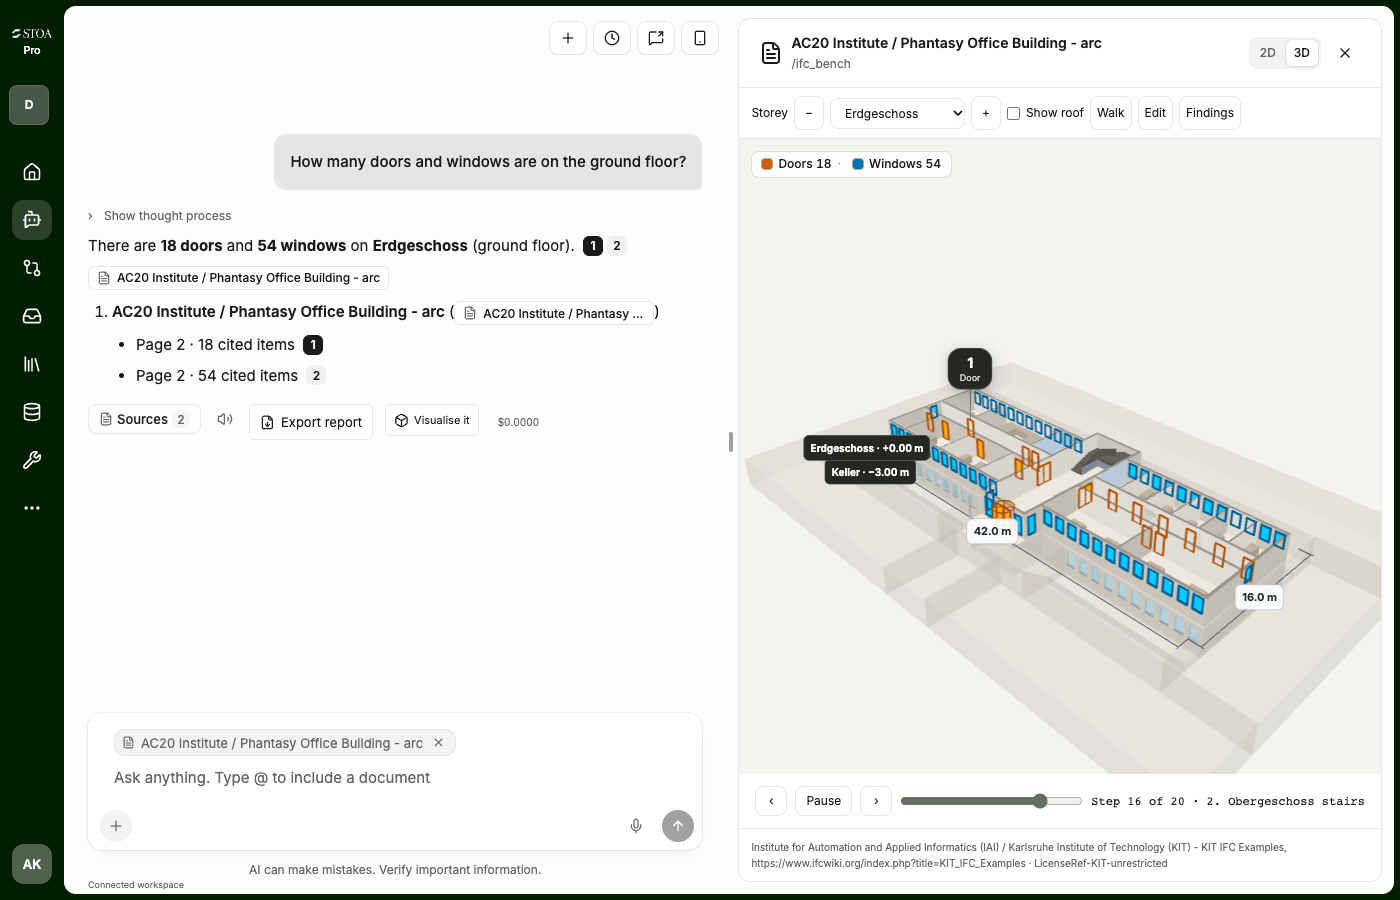 STOA
Pro
D
How many doors and windows are on the ground floor?
Show thought process
There are 18 doors and 54 windows on Erdgeschoss (ground floor). 1 2
AC20 Institute / Phantasy Office Building - arc
1. AC20 Institute / Phantasy Office Building - arc ( AC20 Institute / Phantasy ... )
• Page 2 · 18 cited items 1
• Page 2 · 54 cited items 2
Sources 2
Export report
Visualise it
$0.0000
AC20 Institute / Phantasy Office Building - arc
Ask anything. Type @ to include a document
AI can make mistakes. Verify important information.
AK
Connected workspace
AC20 Institute / Phantasy Office Building - arc
/ifc_bench
2D 3D
Storey − Erdgeschoss + Show roof Walk Edit Findings
Doors 18 · Windows 54
1
Door
Erdgeschoss · +0.00 m
Keller · −3.00 m
42.0 m
16.0 m
‹ Pause › Step 16 of 20 · 2. Obergeschoss stairs
Institute for Automation and Applied Informatics (IAI) / Karlsruhe Institute of Technology (KIT) - KIT IFC Examples,
https://www.ifcwiki.org/index.php?title=KIT_IFC_Examples · LicenseRef-KIT-unrestricted